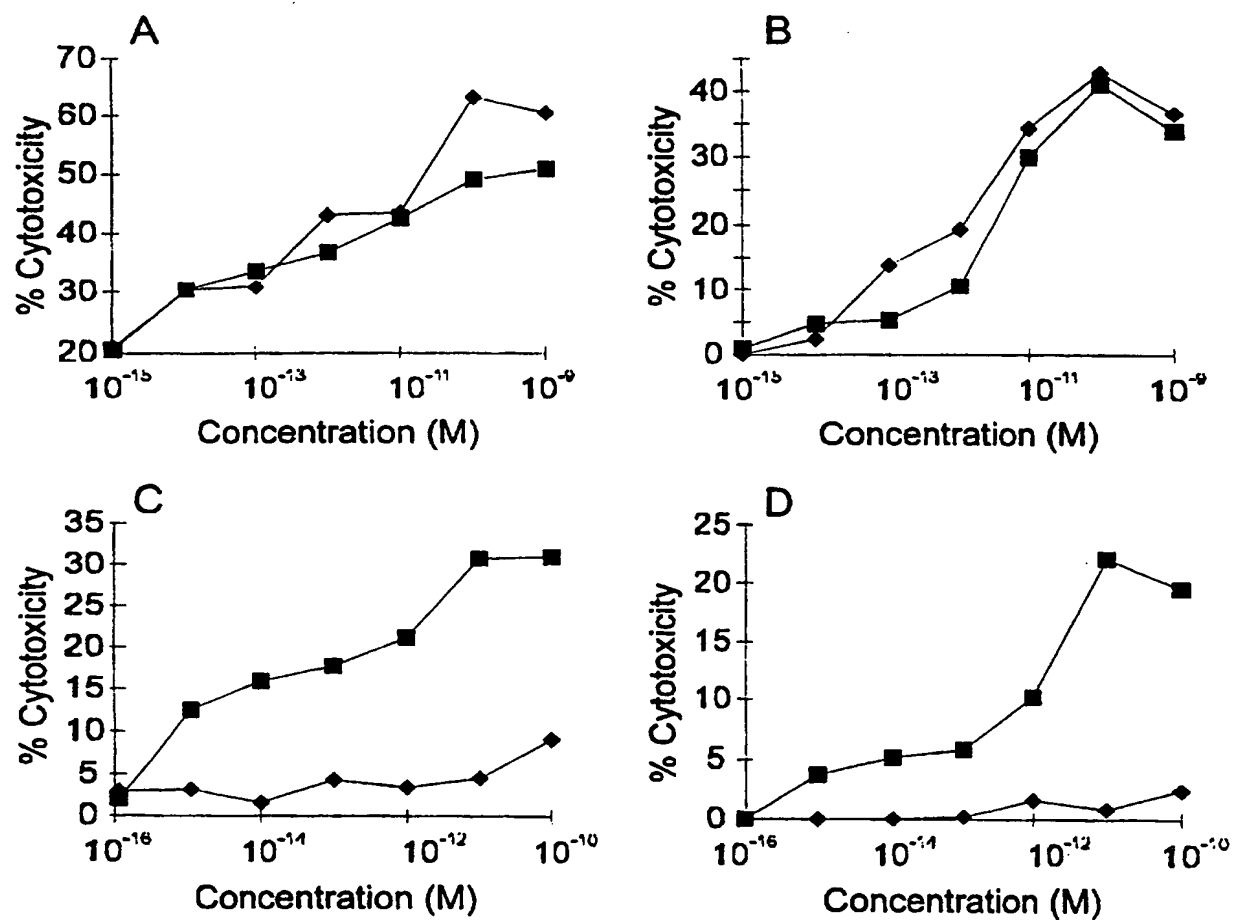 A
% Cytotoxicity
70
60
50
40
30
20
10⁻¹⁵ 10⁻¹³ 10⁻¹¹ 10⁻⁹
Concentration (M)
B
% Cytotoxicity
40
30
20
10
0
10⁻¹⁵ 10⁻¹³ 10⁻¹¹ 10⁻⁹
Concentration (M)
C
% Cytotoxicity
35
30
25
20
15
10
5
0
10⁻¹⁶ 10⁻¹⁴ 10⁻¹² 10⁻¹⁰
Concentration (M)
D
% Cytotoxicity
25
20
15
10
5
0
10⁻¹⁶ 10⁻¹⁴ 10⁻¹² 10⁻¹⁰
Concentration (M)